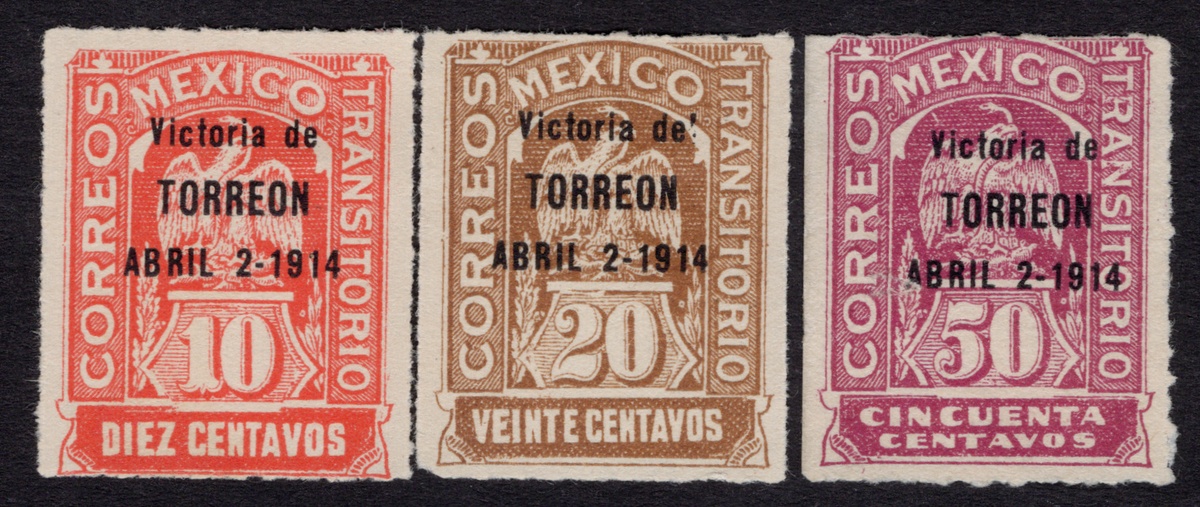 CORREOS
MEXICO
TRANSITORIO
Victoria de
TORREON
ABRIL 2-1914
10
DIEZ CENTAVOS
CORREOS
MEXICO
TRANSITORIO
Victoria de'
TORREON
ABRIL 2-1914
20
VEINTE CENTAVOS
CORREOS
MEXICO
TRANSITORIO
Victoria de
TORREON
ABRIL 2-1914
50
CINCUENTA
CENTAVOS